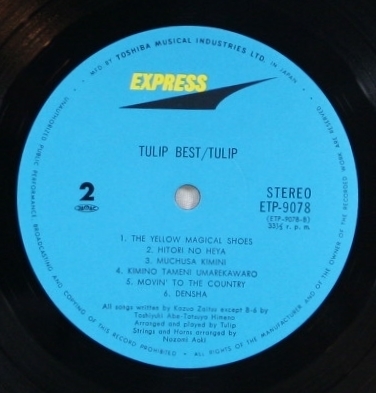 MFD BY TOSHIBA MUSICAL INDUSTRIES LTD. IN JAPAN
EXPRESS
TULIP BEST/TULIP
2
STEREO
ETP-9078
(ETP-9078-B)
33⅓ r. p. m.
1. THE YELLOW MAGICAL SHOES
2. HITORI NO HEYA
3. MUCHUSA KIMINI
4. KIMINO TAMENI UMAREKAWARO
5. MOVIN' TO THE COUNTRY
6. DENSHA
All songs written by Kazuo Zaitsu except B-6 by
Toshiyuki Abe-Tatsuya Himeno
Arranged and played by Tulip
Strings and Horns arranged by
Nozomi Aoki
UNAUTHORISED PUBLIC PERFORMANCE BROADCASTING AND COPYING OF THIS RECORD PROHIBITED • ALL RIGHTS OF THE MANUFACTURER AND OF THE OWNER OF THE RECORDED WORK ARE RESERVED